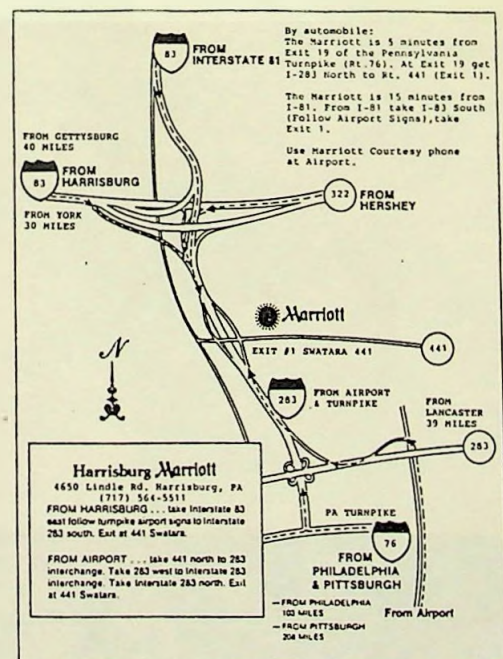 By automobile:
The Marriott is 5 minutes from
Exit 19 of the Pennsylvania
Turnpike (Rt.76). At Exit 19 get
I-283 North to Rt. 441 (Exit 1).
The Marriott is 15 minutes from
I-81. From I-81 take I-83 South
(Follow Airport Signs),take
Exit 1.
Use Marriott Courtesy phone
at Airport.
83
FROM
INTERSTATE 81
FROM GETTYSBURG
40 MILES
83
FROM
HARRISBURG
FROM YORK
30 MILES
322
FROM
HERSHEY
Marriott
EXIT #1 SWATARA 441
441
N
283
FROM AIRPORT
& TURNPIKE
FROM
LANCASTER
39 MILES
283
Harrisburg Marriott
4650 Lindle Rd. Harrisburg, PA
(717) 564-5511
FROM HARRISBURG ... take Interstate 83
east follow turnpike airport signs to Interstate
283 south. Exit at 441 Swatara.
FROM AIRPORT ... take 441 north to 283
interchange. Take 283 west to Interstate 283
interchange. Take Interstate 283 north. Exit
at 441 Swatara.
PA TURNPIKE
76
FROM
PHILADELPHIA
& PITTSBURGH
—FROM PHILADELPHIA
103 MILES
—FROM PITTSBURGH
204 MILES
From Airport